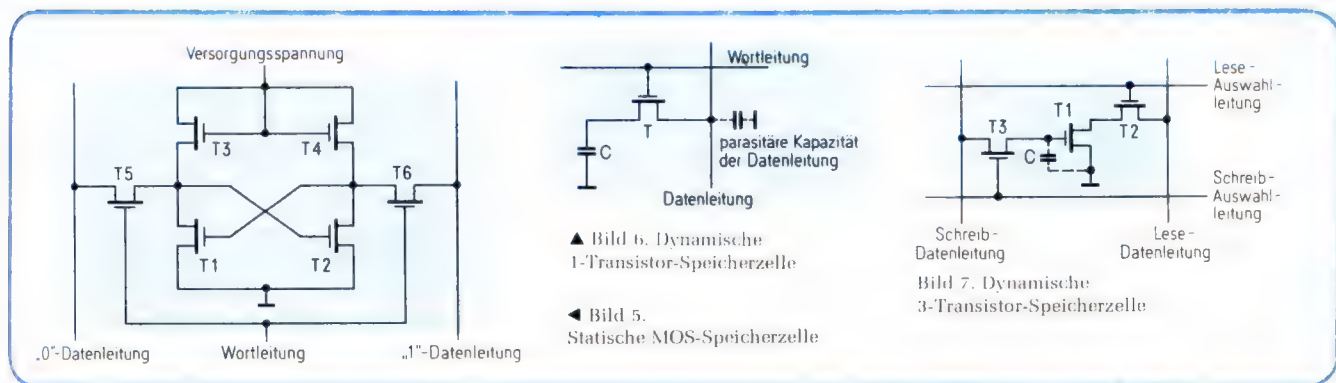 Versorgungsspannung
T3
T4
T5
T6
T1
T2
„0"-Datenleitung
Wortleitung
„1"-Datenleitung
Wortleitung
T
C
parasitäre Kapazität
der Datenleitung
Datenleitung
▲ Bild 6. Dynamische
1-Transistor-Speicherzelle
◄ Bild 5.
Statische MOS-Speicherzelle
Lese-
Auswahl-
leitung
T1
T3
T2
C
Schreib-
Auswahl-
leitung
Schreib-
Datenleitung
Lese-
Datenleitung
Bild 7. Dynamische
3-Transistor-Speicherzelle